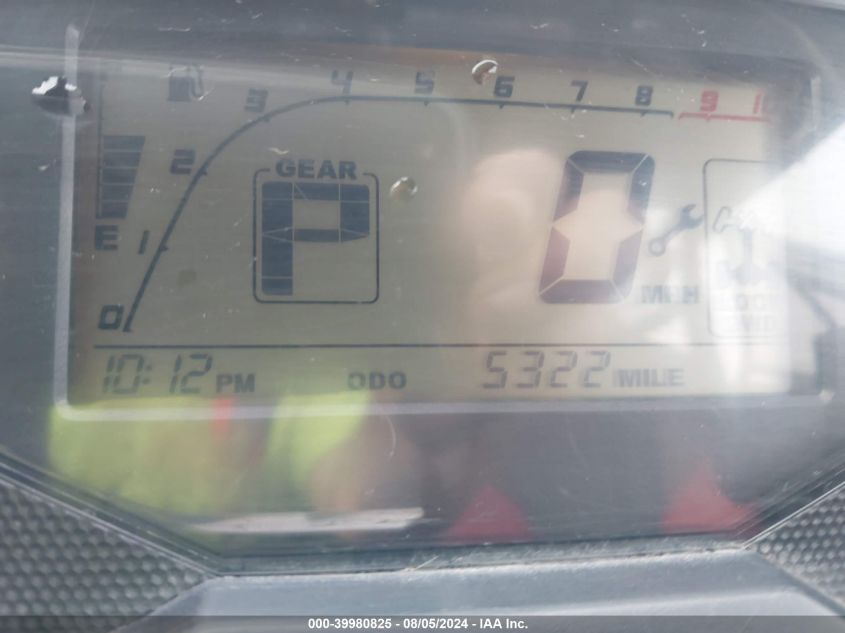 0 1 2 3 4 5 6 7 8 9 10
E
GEAR
P
0
MPH
10:12 PM ODO 5322 MILE
000-39980825 - 08/05/2024 - IAA Inc.